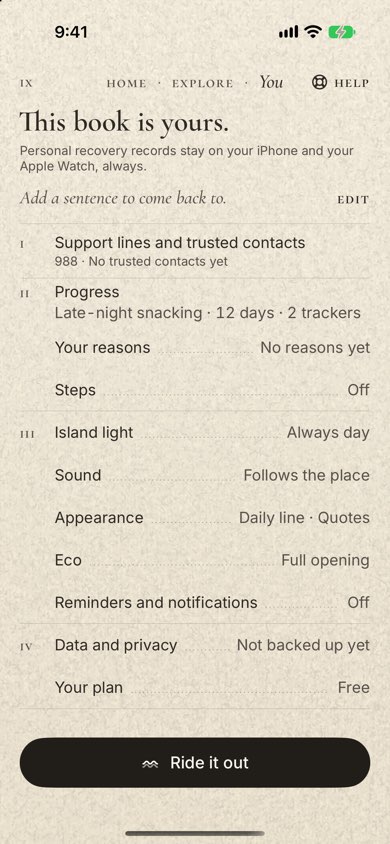 9:41
IX HOME · EXPLORE · You HELP
This book is yours.
Personal recovery records stay on your iPhone and your
Apple Watch, always.
Add a sentence to come back to. EDIT
I Support lines and trusted contacts
988 · No trusted contacts yet
II Progress
Late-night snacking · 12 days · 2 trackers
Your reasons No reasons yet
Steps Off
III Island light Always day
Sound Follows the place
Appearance Daily line · Quotes
Eco Full opening
Reminders and notifications Off
IV Data and privacy Not backed up yet
Your plan Free
Ride it out